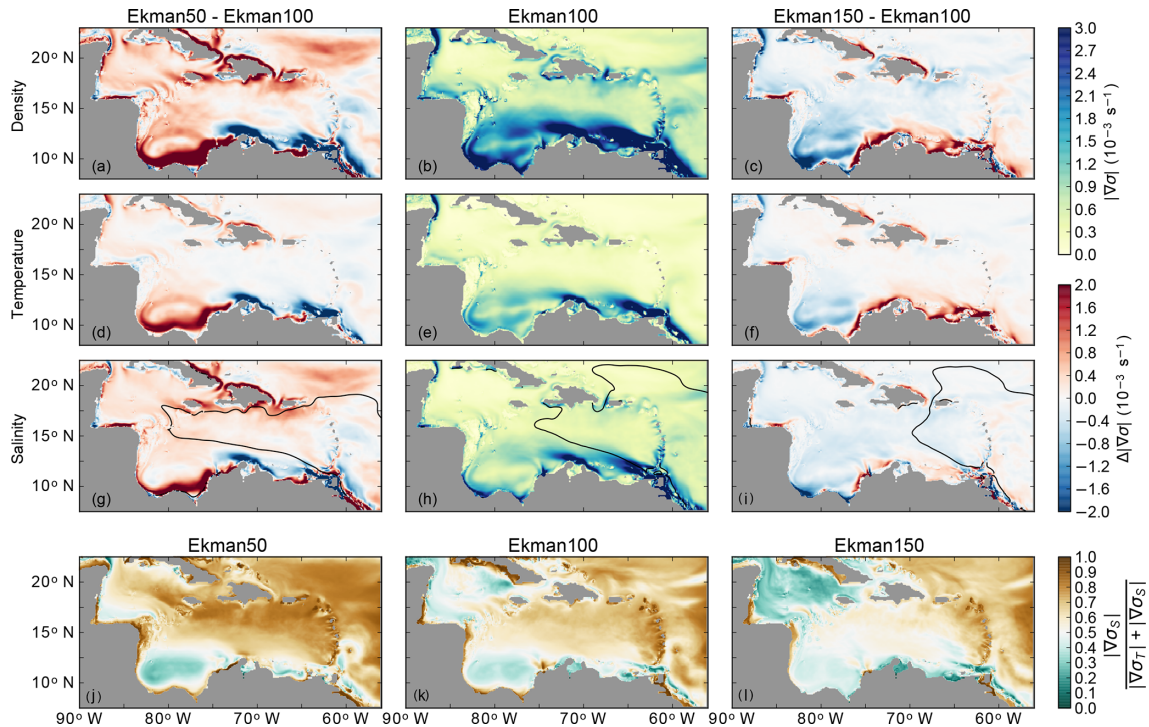 Ekman50 - Ekman100
Ekman100
Ekman150 - Ekman100
Density
20° N
15° N
10° N
(a)
(b)
(c)
3.0
2.7
2.4
2.1
1.8
1.5
1.2
0.9
0.6
0.3
0.0
|∇σ| (10⁻³ s⁻¹)
Temperature
20° N
15° N
10° N
(d)
(e)
(f)
Salinity
20° N
15° N
10° N
(g)
(h)
(i)
2.0
1.6
1.2
0.8
0.4
0.0
−0.4
−0.8
−1.2
−1.6
−2.0
Δ|∇σ| (10⁻³ s⁻¹)
Ekman50
Ekman100
Ekman150
20° N
15° N
10° N
(j)
(k)
(l)
1.0
0.9
0.8
0.7
0.6
0.5
0.4
0.3
0.2
0.1
0.0
|∇σ_S|
|∇σ_T| + |∇σ_S|
90° W 80° W 70° W 60° W 90° W 80° W 70° W 60° W 90° W 80° W 70° W 60° W